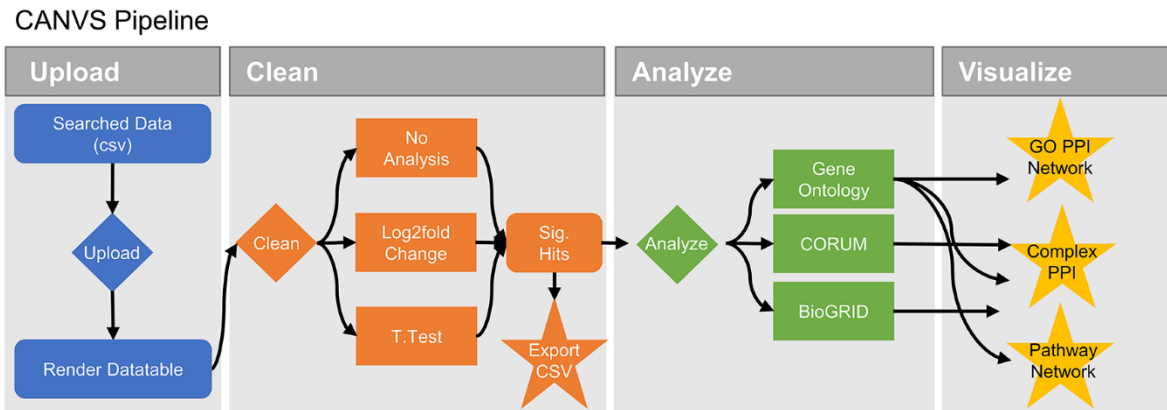 CANVS Pipeline
Upload
Clean
Analyze
Visualize
Searched Data
(csv)
Upload
Render Datatable
Clean
No
Analysis
Log2fold
Change
T.Test
Sig.
Hits
Export
CSV
Analyze
Gene
Ontology
CORUM
BioGRID
GO PPI
Network
Complex
PPI
Pathway
Network